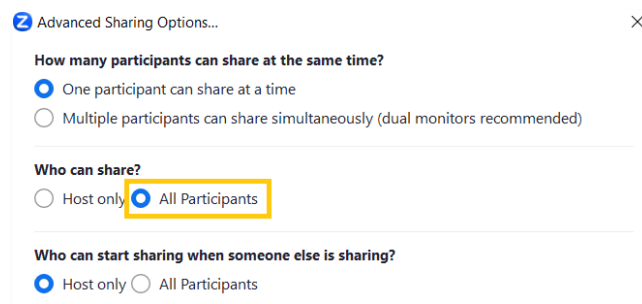 Advanced Sharing Options...
How many participants can share at the same time?
One participant can share at a time
Multiple participants can share simultaneously (dual monitors recommended)
Who can share?
Host only All Participants
Who can start sharing when someone else is sharing?
Host only All Participants